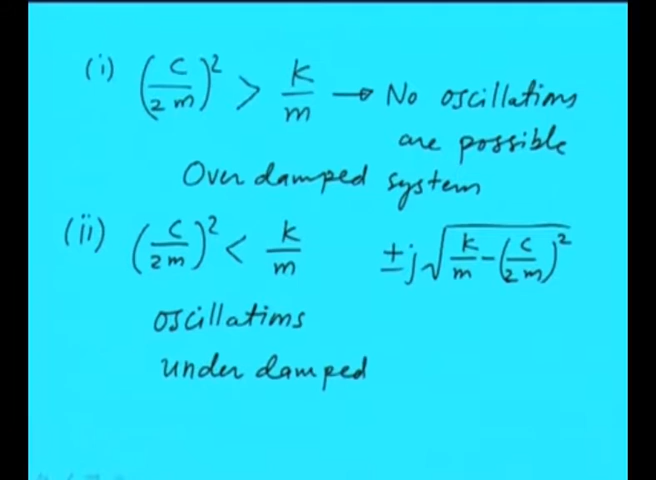 (i) (c/2m)² > k/m → No oscillations
are possible
Over damped system
(ii) (c/2m)² < k/m ±j√(k/m − (c/2m)²)
oscillations
under damped